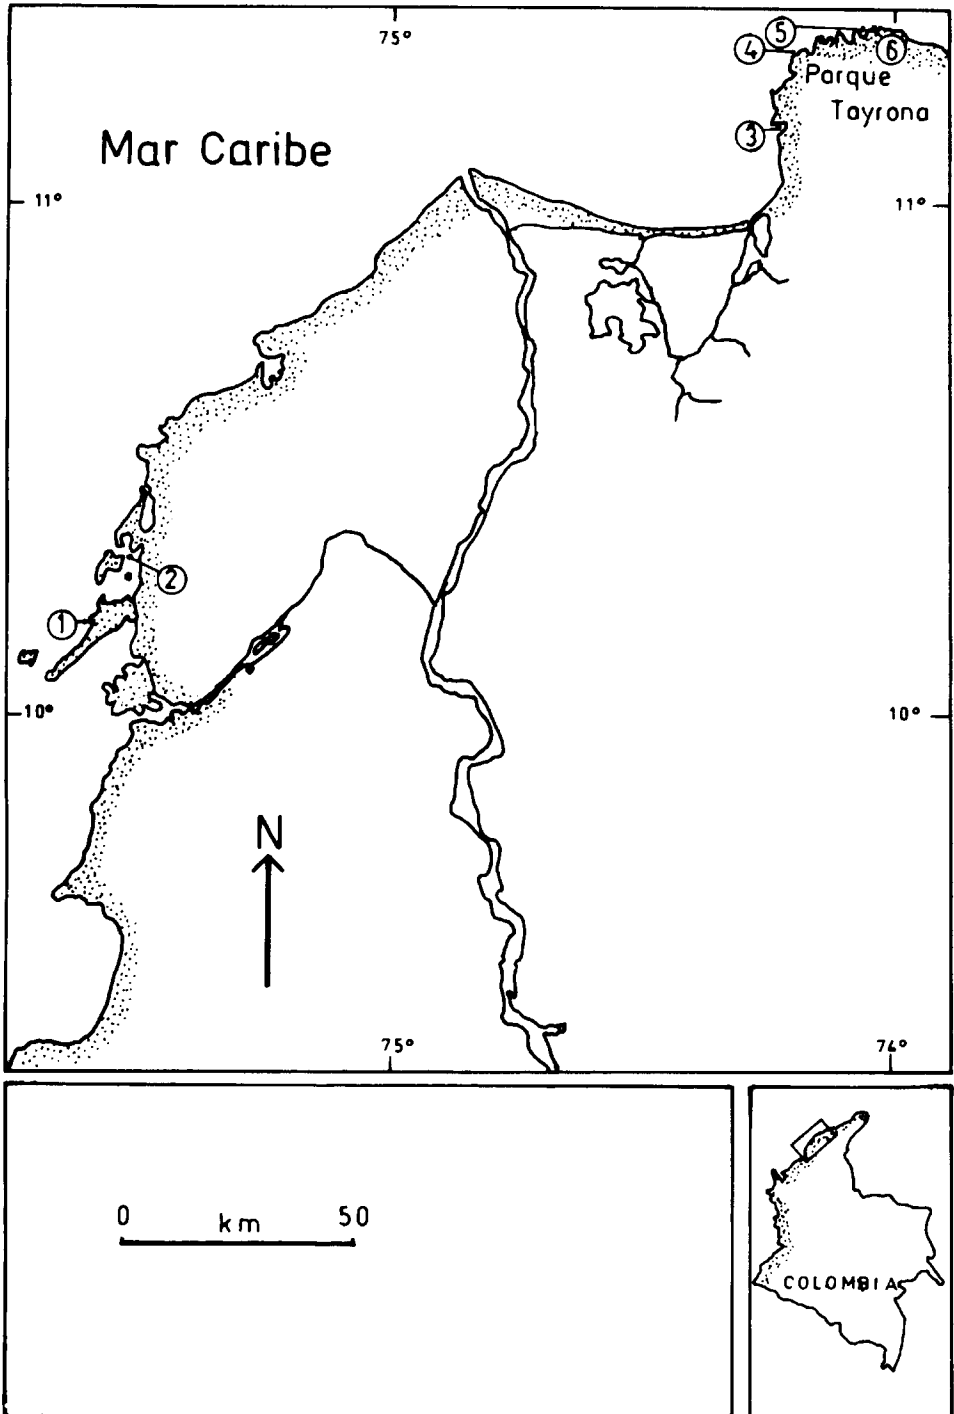 75°
⑤
④ ⑥
Parque
Tayrona
③
Mar Caribe
11° 11°
②
①
10° 10°
N
75° 74°
0 km 50
COLOMBIA